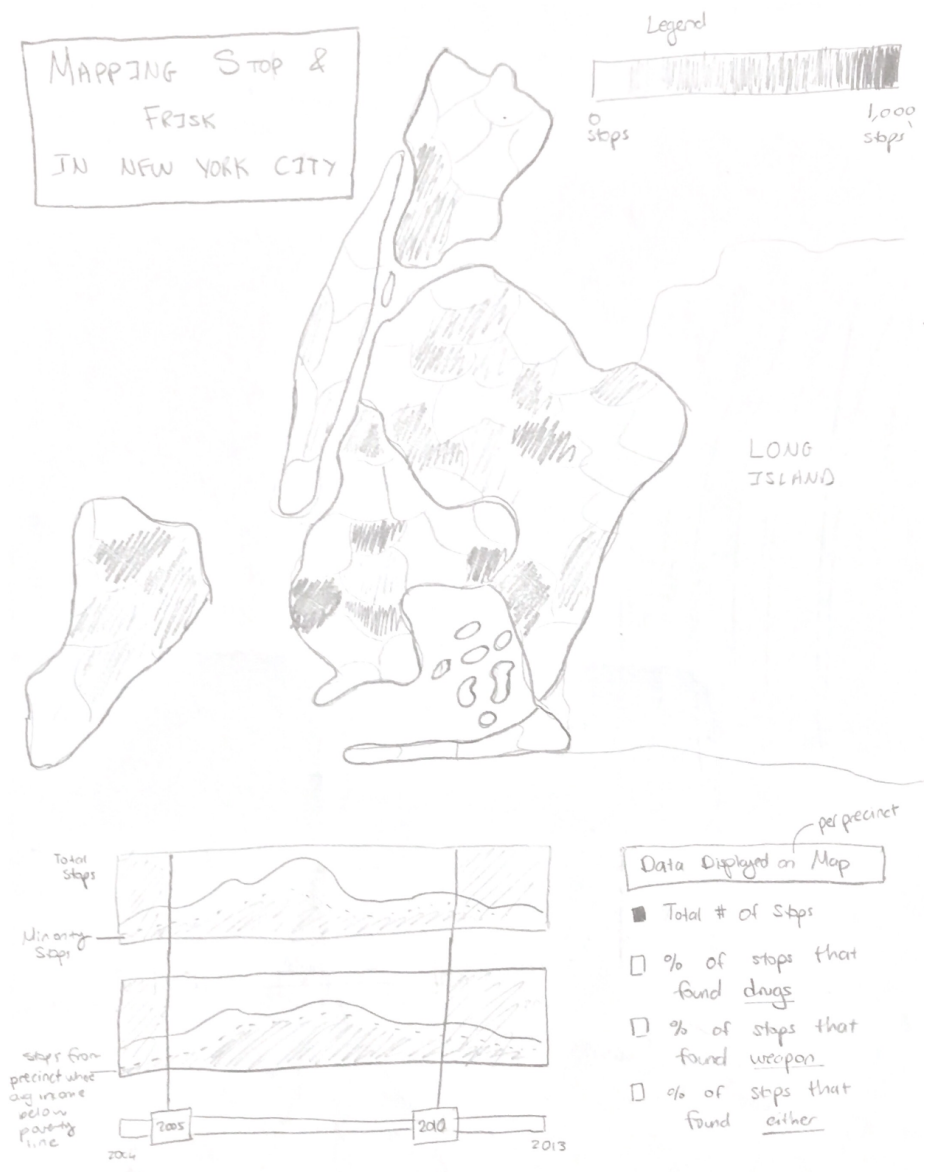 MAPPING STOP &
FRISK
IN NEW YORK CITY
Legend
0
stops
1,000
stops
LONG
ISLAND
Total
Stops
Minority
Stops
stops from
precinct where
avg income
below
poverty
line
2005
2010
2004
2013
per precinct
Data Displayed on Map
Total # of Stops
% of stops that
found drugs
% of stops that
found weapon
% of stops that
found either